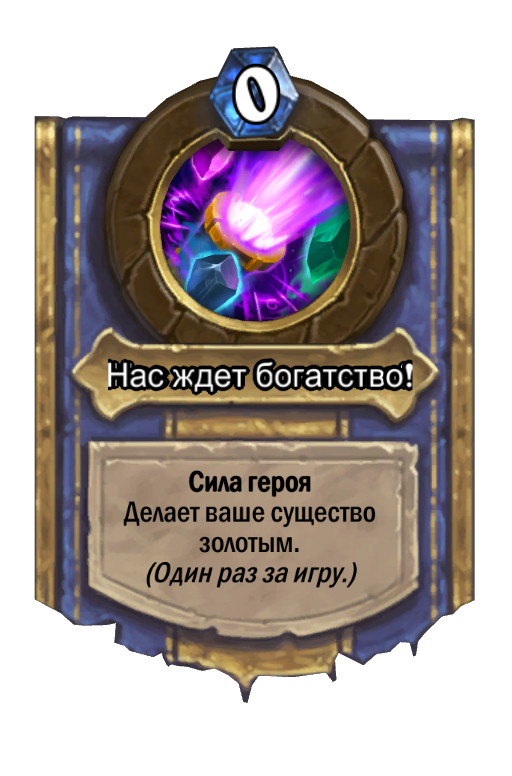 0
Нас ждет богатство!
Сила героя
Делает ваше существо
золотым.
(Один раз за игру.)